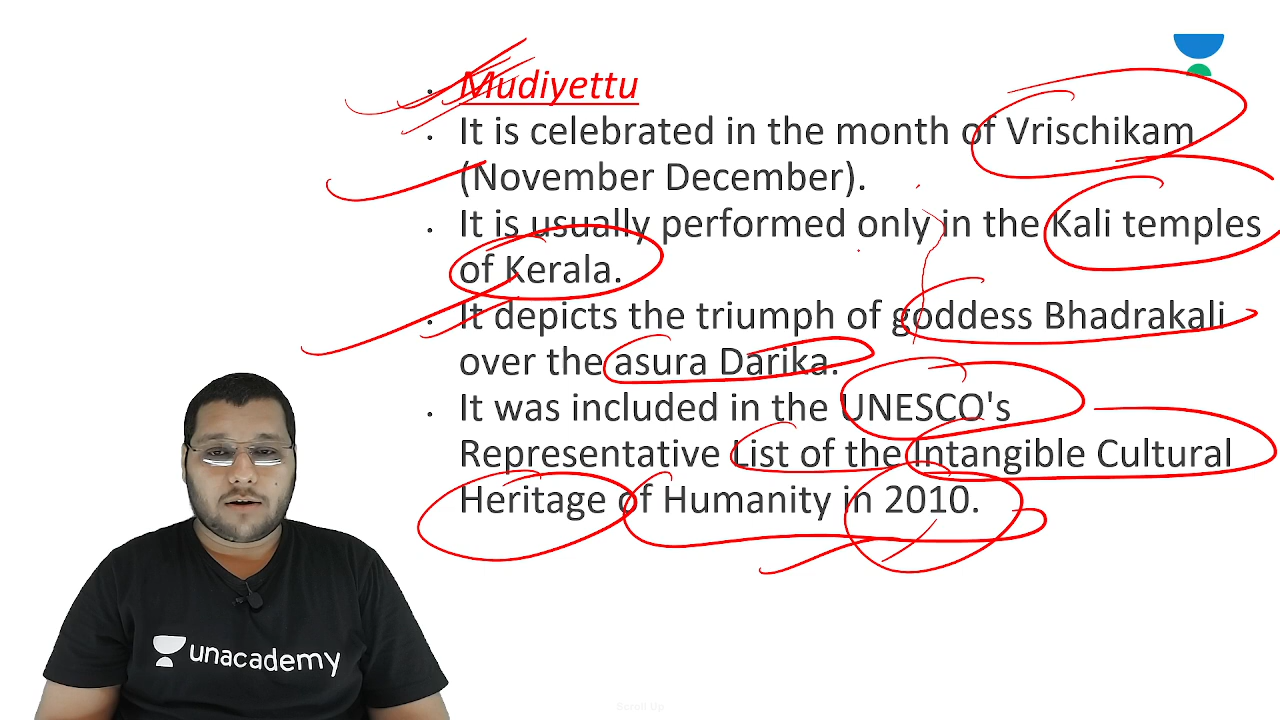 Mudiyettu
It is celebrated in the month of Vrischikam
(November December).
It is usually performed only in the Kali temples
of Kerala.
It depicts the triumph of goddess Bhadrakali
over the asura Darika.
It was included in the UNESCO's
Representative List of the Intangible Cultural
Heritage of Humanity in 2010.
unacademy
Scroll Up